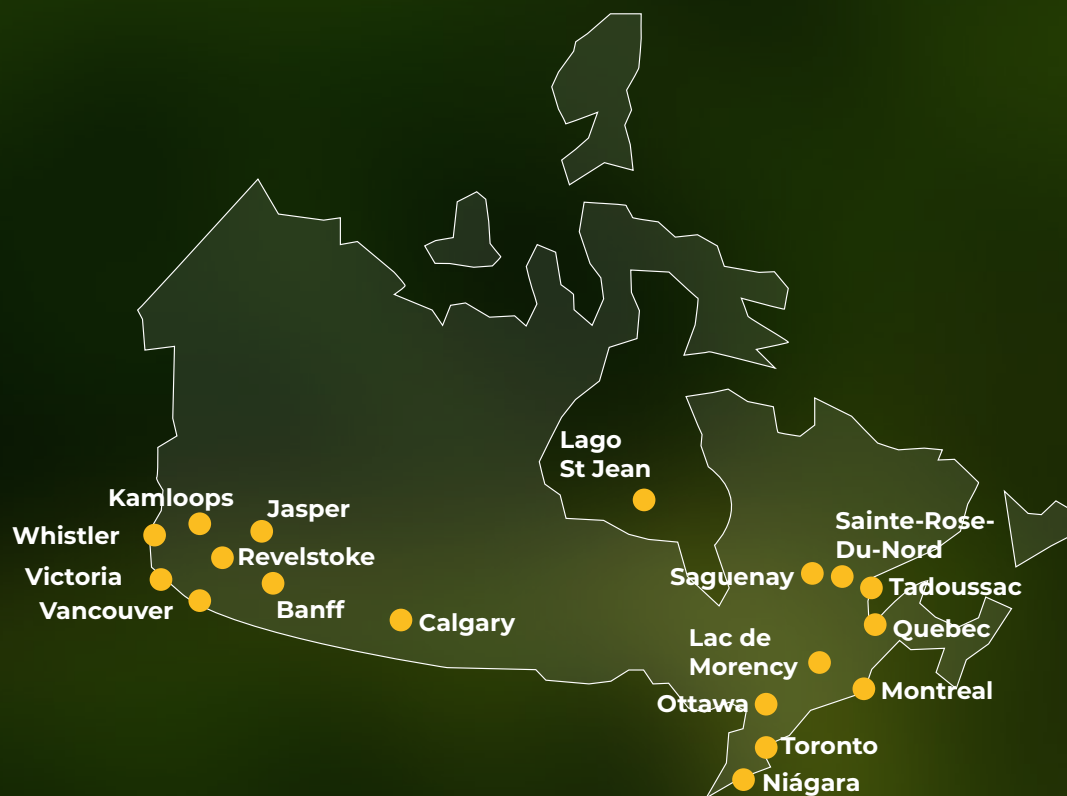 Lago
St Jean
Kamloops
Jasper
Whistler
Revelstoke
Victoria
Vancouver
Banff
Calgary
Sainte-Rose-
Du-Nord
Saguenay
Tadoussac
Quebec
Lac de
Morency
Montreal
Ottawa
Toronto
Niágara